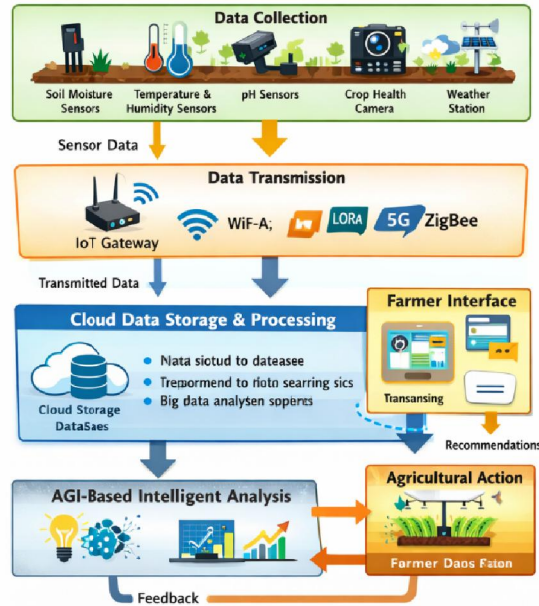 Data Collection
Soil Moisture
Sensors
Temperature &
Humidity Sensors
pH Sensors
Crop Health
Camera
Weather
Station
Sensor Data
Data Transmission
IoT Gateway
WiF-A;
LORA
5G
ZigBee
Transmitted Data
Cloud Data Storage & Processing
Cloud Storage
DataSaes
Nata siotud to dateasee
Trepormend to hoto searring sics
Big data analysen sopernts
Farmer Interface
Transansing
Recommendations
AGI-Based Intelligent Analysis
Agricultural Action
Former Daos Faton
Feedback